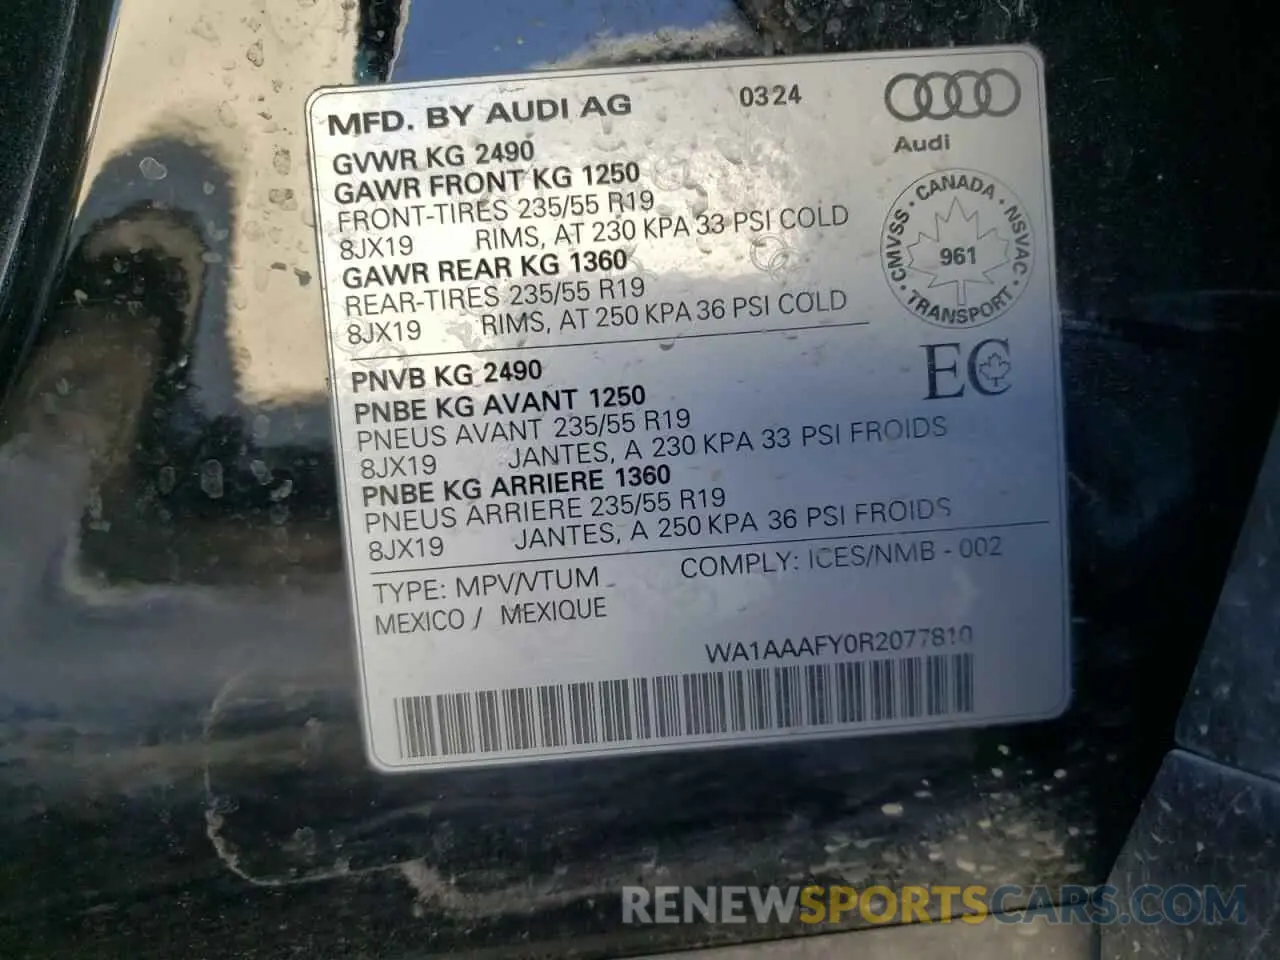 MFD. BY AUDI AG 0324
Audi
GVWR KG 2490
GAWR FRONT KG 1250
FRONT-TIRES 235/55 R19
8JX19 RIMS, AT 230 KPA 33 PSI COLD
GAWR REAR KG 1360
REAR-TIRES 235/55 R19
8JX19 RIMS, AT 250 KPA 36 PSI COLD
CANADA · NSVAC · TRANSPORT · CMVSS ·
961
EC
PNVB KG 2490
PNBE KG AVANT 1250
PNEUS AVANT 235/55 R19
8JX19 JANTES, A 230 KPA 33 PSI FROIDS
PNBE KG ARRIERE 1360
PNEUS ARRIERE 235/55 R19
8JX19 JANTES, A 250 KPA 36 PSI FROIDS
TYPE: MPV/VTUM COMPLY: ICES/NMB - 002
MEXICO / MEXIQUE
WA1AAAFY0R2077810
RENEWSPORTSCARS.COM